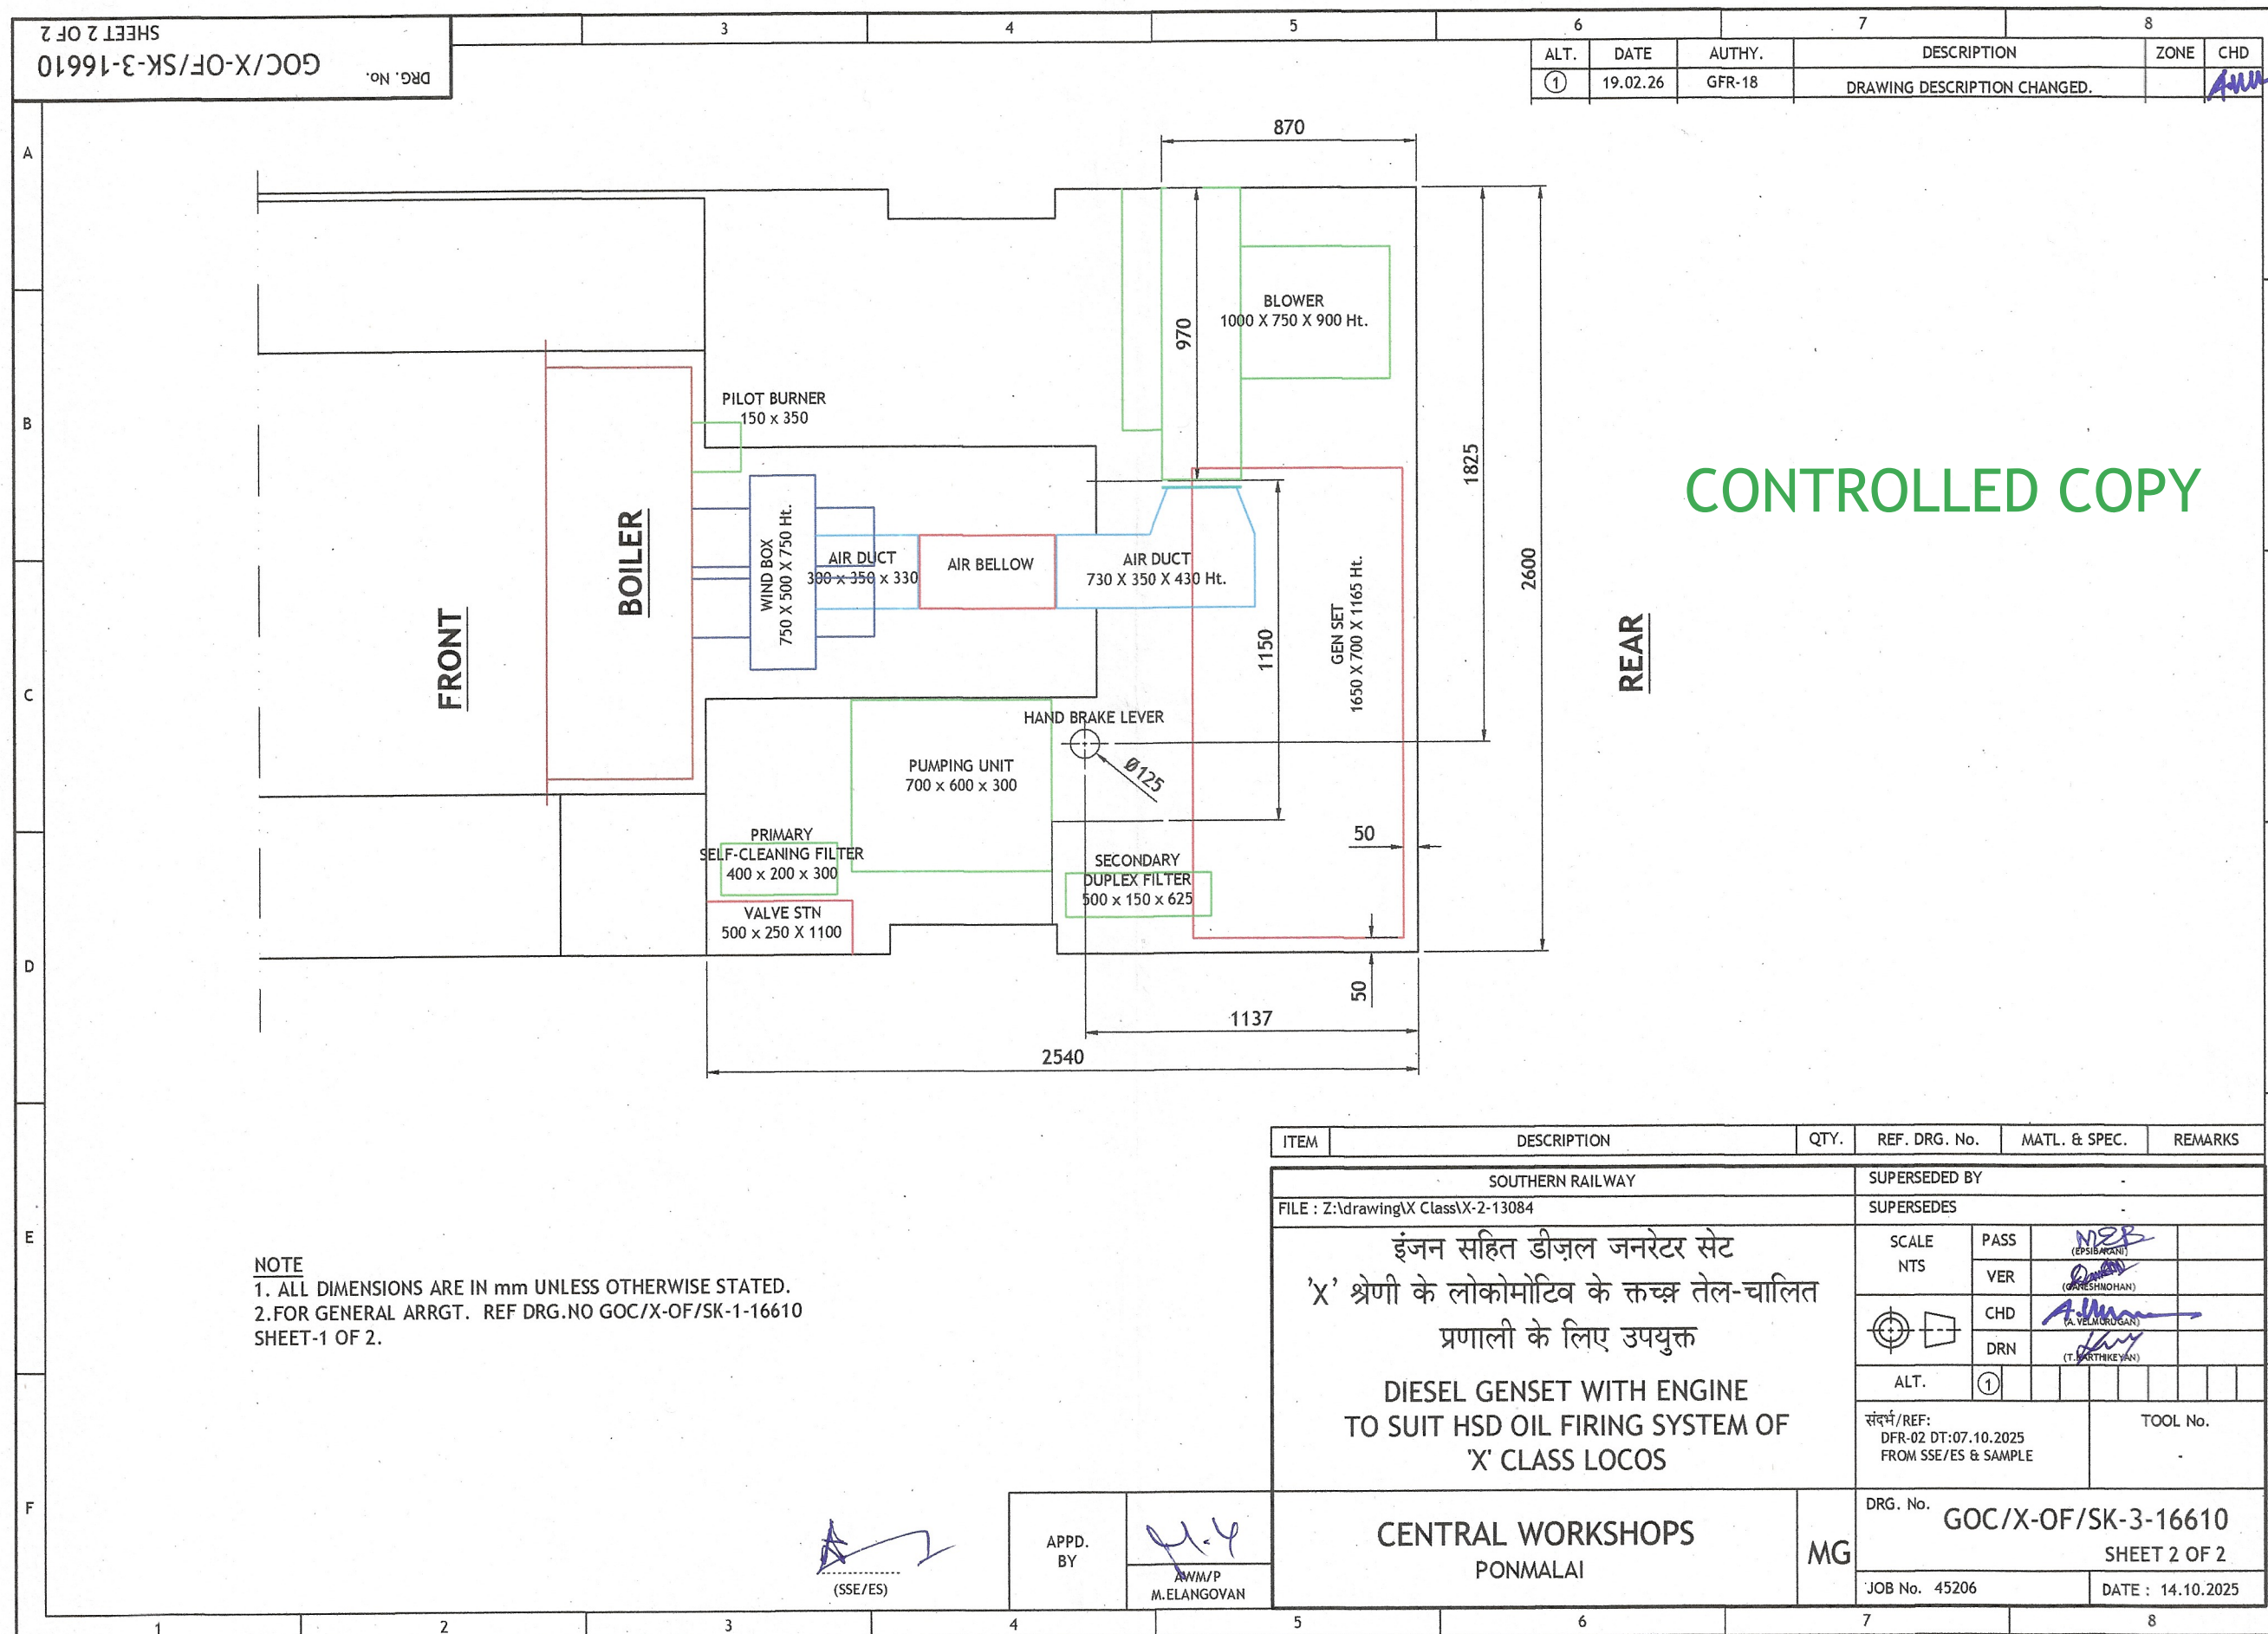 DRG. No. GOC/X-OF/SK-3-16610
SHEET 2 OF 2
3 4 5 6 7 8
ALT. DATE AUTHY. DESCRIPTION ZONE CHD
1 19.02.26 GFR-18 DRAWING DESCRIPTION CHANGED.
A
B
C
D
E
F
870
970
BLOWER
1000 X 750 X 900 Ht.
1825
2600
PILOT BURNER
150 x 350
CONTROLLED COPY
FRONT
BOILER
WIND BOX
750 X 500 X 750 Ht.
AIR DUCT
300 x 350 x 330
AIR BELLOW
AIR DUCT
730 X 350 X 430 Ht.
1150
GEN SET
1650 X 700 X 1165 Ht.
REAR
HAND BRAKE LEVER
Ø125
PUMPING UNIT
700 x 600 x 300
PRIMARY
SELF-CLEANING FILTER
400 x 200 x 300
VALVE STN
500 x 250 X 1100
SECONDARY
DUPLEX FILTER
500 x 150 x 625
50
50
1137
2540
NOTE
1. ALL DIMENSIONS ARE IN mm UNLESS OTHERWISE STATED.
2.FOR GENERAL ARRGT. REF DRG.NO GOC/X-OF/SK-1-16610
SHEET-1 OF 2.
ITEM DESCRIPTION QTY. REF. DRG. No. MATL. & SPEC. REMARKS
SOUTHERN RAILWAY
FILE : Z:\drawing\X Class\X-2-13084
SUPERSEDED BY -
SUPERSEDES -
इंजन सहित डीज़ल जनरेटर सेट
'X' श्रेणी के लोकोमोटिव के तेल-चालित
प्रणाली के लिए उपयुक्त
DIESEL GENSET WITH ENGINE
TO SUIT HSD OIL FIRING SYSTEM OF
'X' CLASS LOCOS
SCALE
NTS
PASS (EPSIBARANI)
VER (GANESHMOHAN)
CHD (A. VELMURUGAN)
DRN (T.KARTHIKEYAN)
ALT. 1
संदर्भ/REF:
DFR-02 DT:07.10.2025
FROM SSE/ES & SAMPLE
TOOL No.
-
(SSE/ES)
APPD.
BY
AWM/P
M.ELANGOVAN
CENTRAL WORKSHOPS
PONMALAI
MG
DRG. No. GOC/X-OF/SK-3-16610
SHEET 2 OF 2
JOB No. 45206
DATE : 14.10.2025
1 2 3 4 5 6 7 8